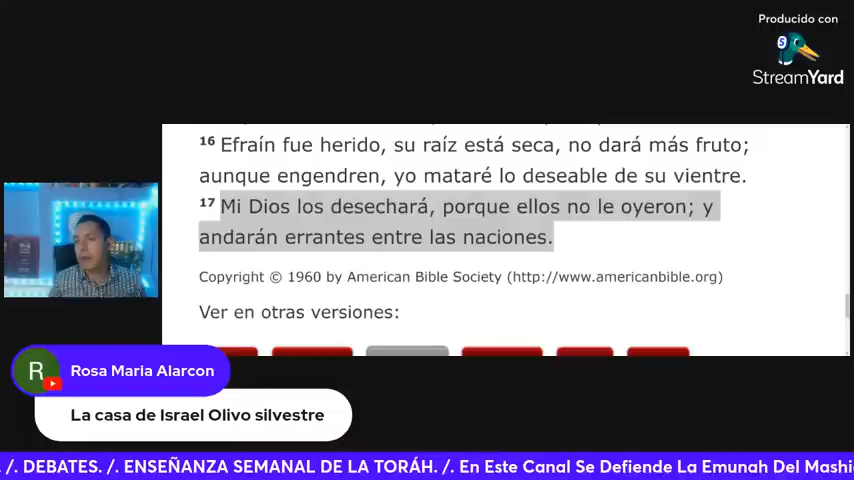 Producido con
StreamYard
16 Efraín fue herido, su raíz está seca, no dará más fruto;
aunque engendren, yo mataré lo deseable de su vientre.
17 Mi Dios los desechará, porque ellos no le oyeron; y
andarán errantes entre las naciones.
Copyright © 1960 by American Bible Society (http://www.americanbible.org)
Ver en otras versiones:
R
Rosa Maria Alarcon
La casa de Israel Olivo silvestre
. /. DEBATES. /. ENSEÑANZA SEMANAL DE LA TORÁH. /. En Este Canal Se Defiende La Emunah Del Mashi